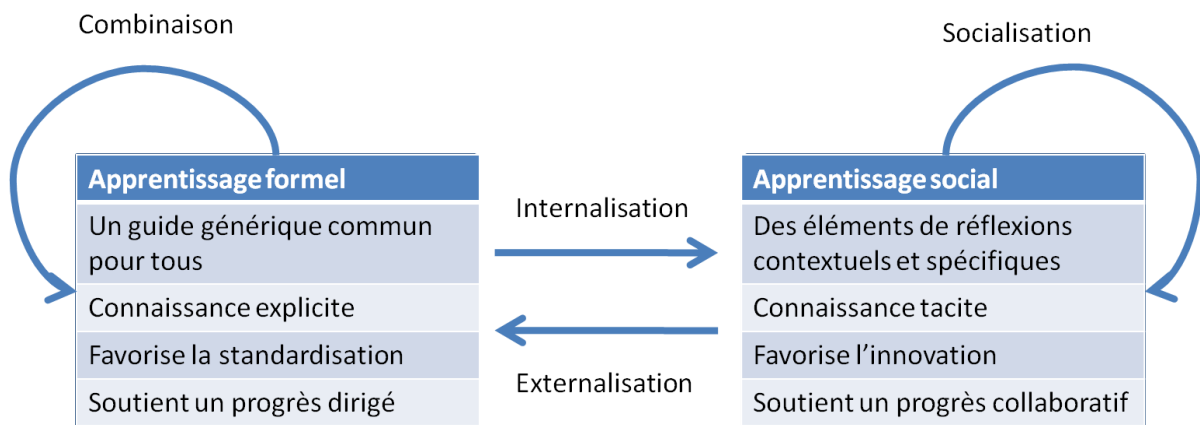 Combinaison
Socialisation
Apprentissage formel
Un guide générique commun
pour tous
Connaissance explicite
Favorise la standardisation
Soutient un progrès dirigé
Internalisation
Externalisation
Apprentissage social
Des éléments de réflexions
contextuels et spécifiques
Connaissance tacite
Favorise l’innovation
Soutient un progrès collaboratif